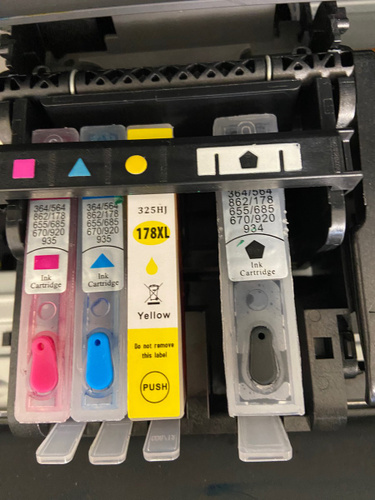 364/564
862/178
655/685
670/920
935
Ink
Cartridge
364/564
862/178
655/685
670/920
935
Ink
Cartridge
325HJ
178XL
Yellow
Do not remove
this label
PUSH
364/564
862/178
655/685
670/920
934
Ink
Cartridge